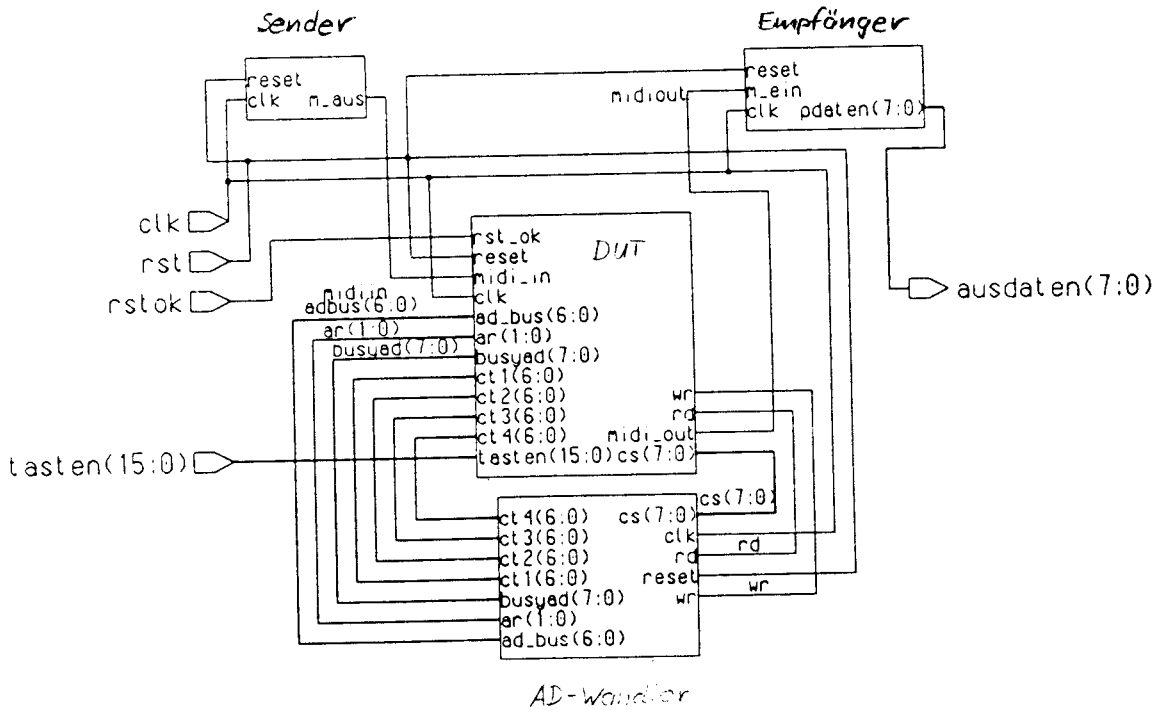 Sender
Empfänger
reset
clk m_aus
reset
midiout
m_ein
clk pdaten(7:0)
clk
rst
rstok
rst_ok
DUT
reset
midi_in
midiin
clk
adbus(6:0)
ad_bus(6:0)
ar(1:0)
ar(1:0)
busyad(7:0)
busyad(7:0)
ct1(6:0)
ct2(6:0)
wr
ct3(6:0)
rd
ct4(6:0)
midi_out
tasten(15:0)
tasten(15:0)
cs(7:0)
ausdaten(7:0)
cs(7:0)
ct4(6:0)
cs(7:0)
ct3(6:0)
clk
ct2(6:0)
rd
rd
ct1(6:0)
reset
busyad(7:0)
wr
wr
ar(1:0)
ad_bus(6:0)
AD-Wandler